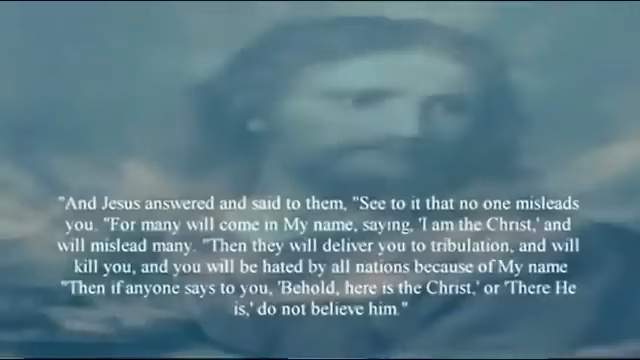 "And Jesus answered and said to them, "See to it that no one misleads
you. "For many will come in My name, saying, 'I am the Christ,' and
will mislead many. "Then they will deliver you to tribulation, and will
kill you, and you will be hated by all nations because of My name
"Then if anyone says to you, 'Behold, here is the Christ,' or 'There He
is,' do not believe him."